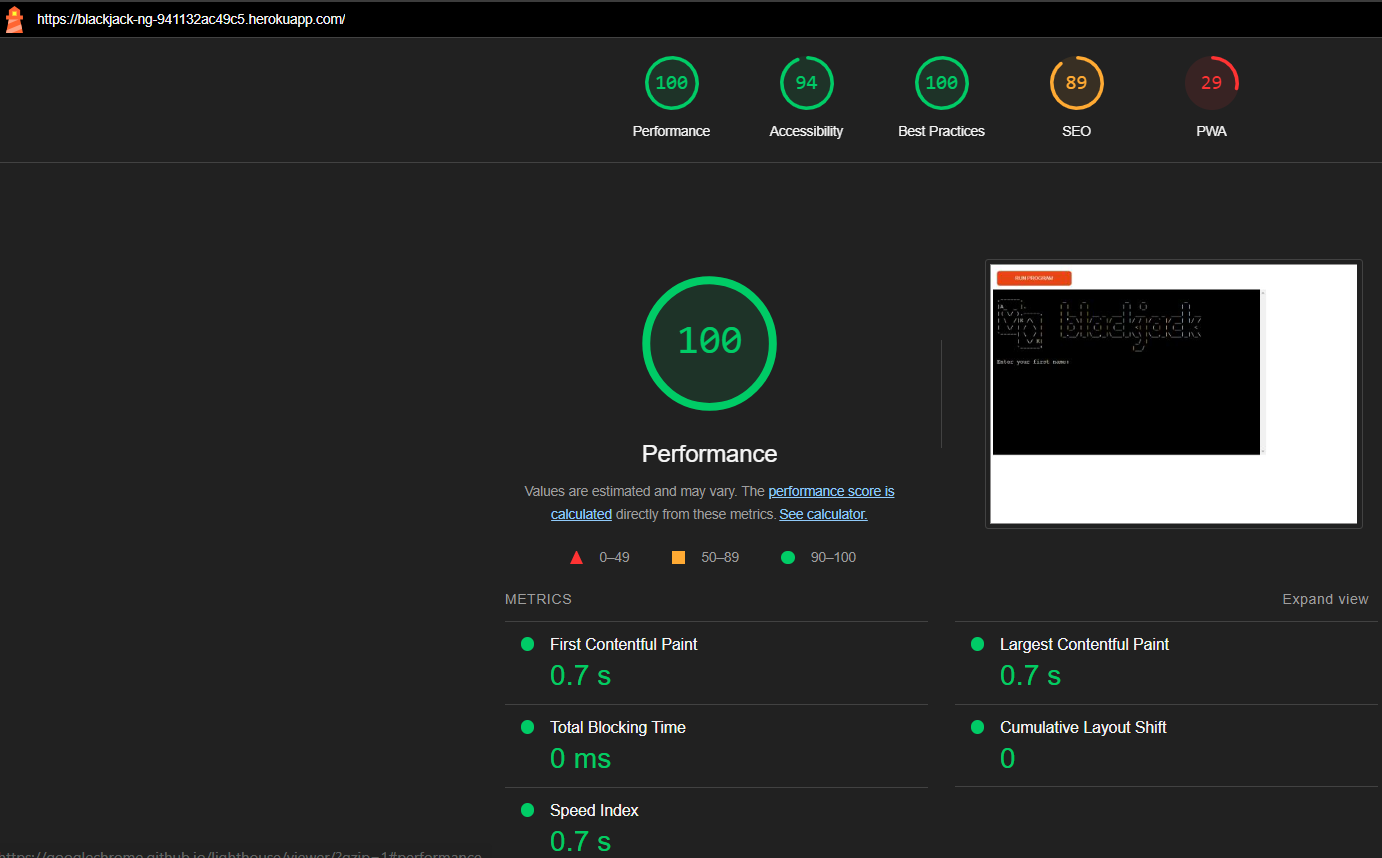 https://blackjack-ng-941132ac49c5.herokuapp.com/
100 94 100 89 29
Performance Accessibility Best Practices SEO PWA
100
RUN PROGRAM
Enter your first name:
Performance
Values are estimated and may vary. The performance score is
calculated directly from these metrics. See calculator.
0–49 50–89 90–100
METRICS Expand view
First Contentful Paint
0.7 s
Largest Contentful Paint
0.7 s
Total Blocking Time
0 ms
Cumulative Layout Shift
0
Speed Index
0.7 s
https://googlechrome.github.io/lighthouse/viewer/?gzip=1#performance